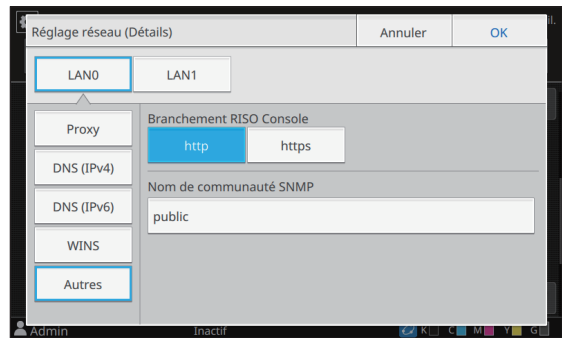 Réglage réseau (Détails)
Annuler
OK
il.
LAN0
LAN1
Proxy
DNS (IPv4)
DNS (IPv6)
WINS
Autres
Branchement RISO Console
http
https
Nom de communauté SNMP
public
Admin
Inactif
K
C
M
Y
G